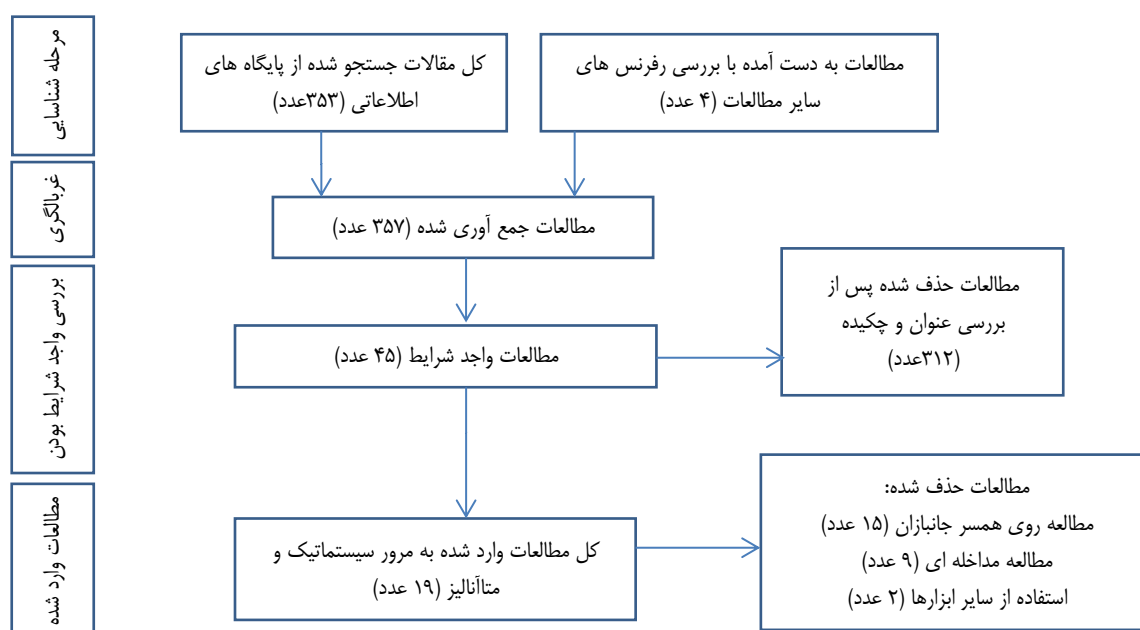 مرحله شناسایی
مطالعات به دست آمده با بررسی رفرنس های
سایر مطالعات (۴ عدد)
کل مقالات جستجو شده از پایگاه های
اطلاعاتی (۳۵۳عدد)
غربالگری
مطالعات جمع آوری شده (۳۵۷ عدد)
بررسی واجد شرایط بودن
مطالعات حذف شده پس از
بررسی عنوان و چکیده
(۳۱۲عدد)
مطالعات واجد شرایط (۴۵ عدد)
مطالعات وارد شده
مطالعات حذف شده:
مطالعه روی همسر جانبازان (۱۵ عدد)
مطالعه مداخله ای (۹ عدد)
استفاده از سایر ابزارها (۲ عدد)
کل مطالعات وارد شده به مرور سیستماتیک و
متاآنالیز (۱۹ عدد)